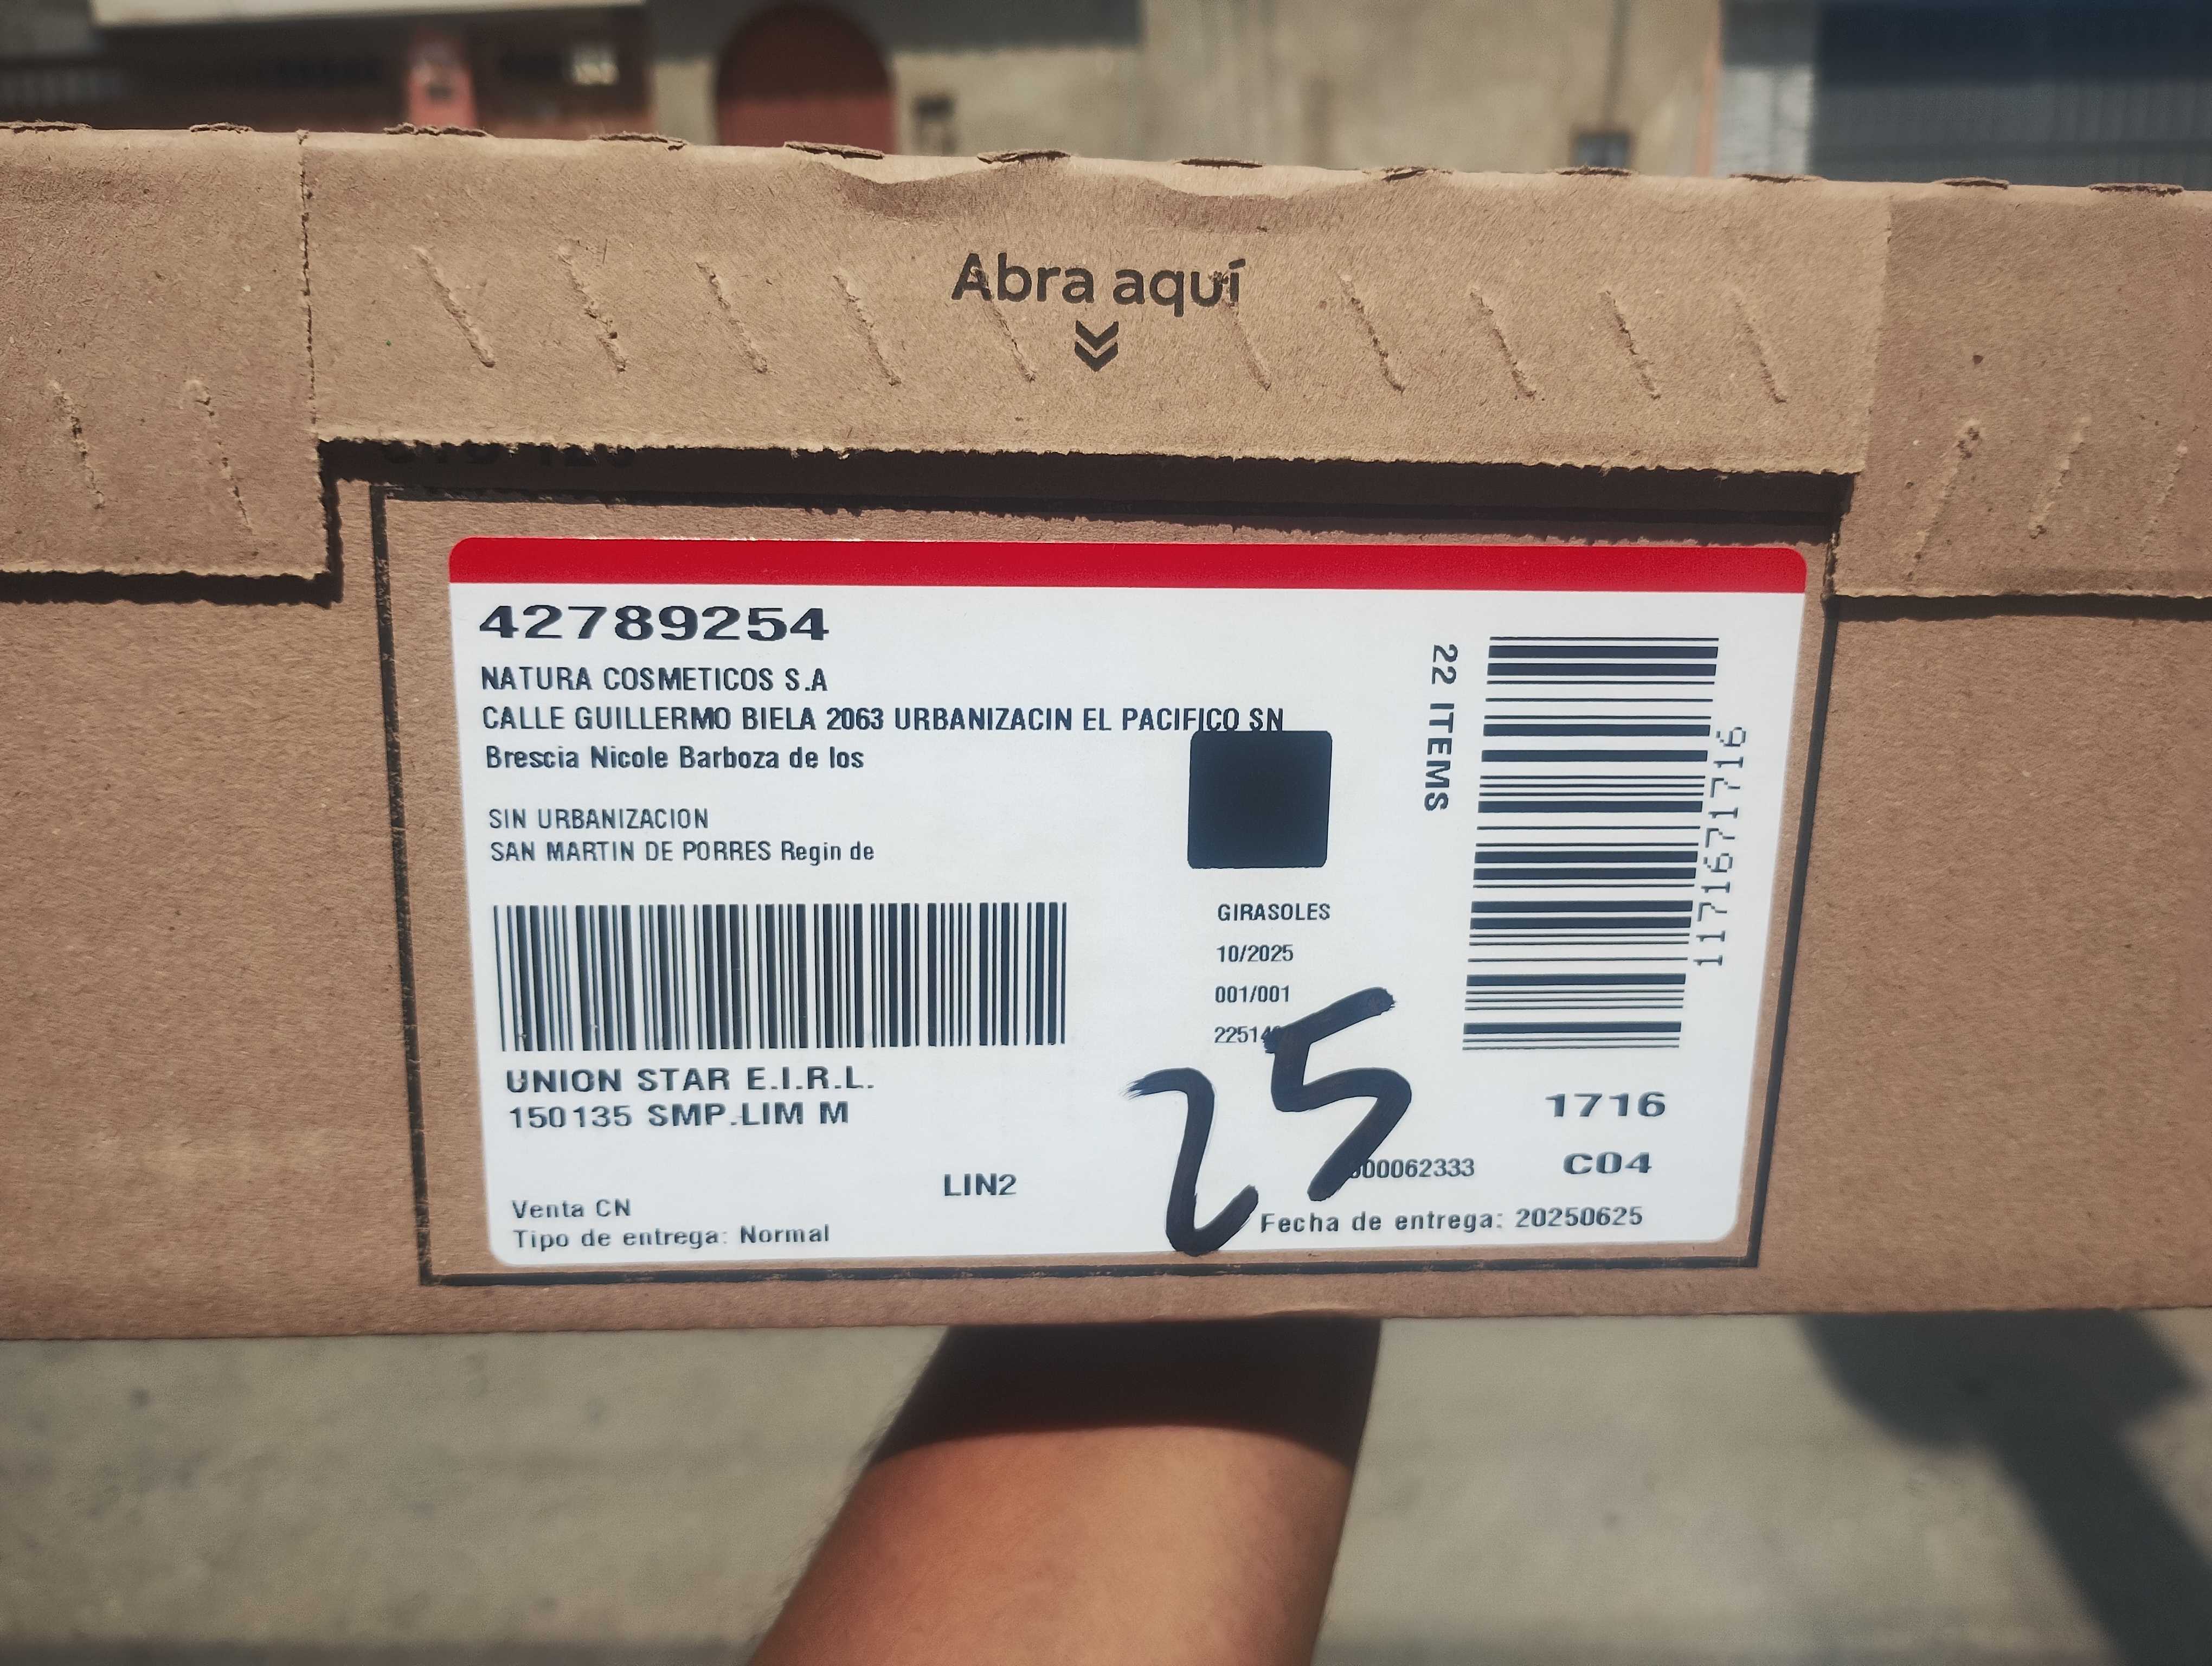 Abra aquí
42789254
NATURA COSMETICOS S.A
CALLE GUILLERMO BIELA 2063 URBANIZACIN EL PACIFICO SN
Brescia Nicole Barboza de los
SIN URBANIZACION
SAN MARTIN DE PORRES Regin de
22 ITEMS
1171671716
GIRASOLES
10/2025
001/001
UNION STAR E.I.R.L.
150135 SMP.LIM M
25
1716
C04
LIN2
Venta CN
Tipo de entrega: Normal
Fecha de entrega: 20250625